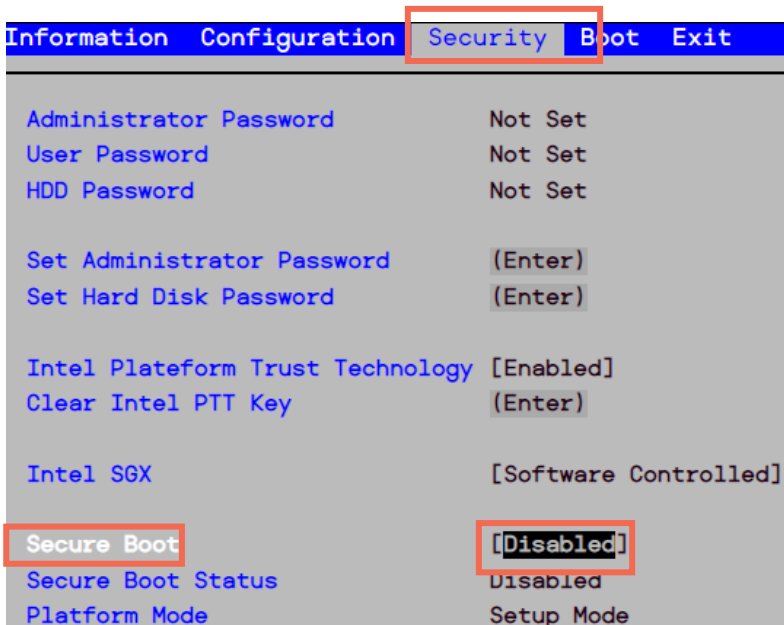 Information Configuration Security Boot Exit
Administrator Password Not Set
User Password Not Set
HDD Password Not Set
Set Administrator Password (Enter)
Set Hard Disk Password (Enter)
Intel Plateform Trust Technology [Enabled]
Clear Intel PTT Key (Enter)
Intel SGX [Software Controlled]
Secure Boot [Disabled]
Secure Boot Status Disabled
Platform Mode Setup Mode